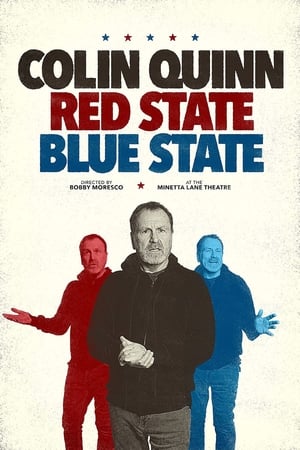 COLIN QUINN
RED STATE
BLUE STATE
DIRECTED BY
BOBBY MORESCO
AT THE
MINETTA LANE THEATRE